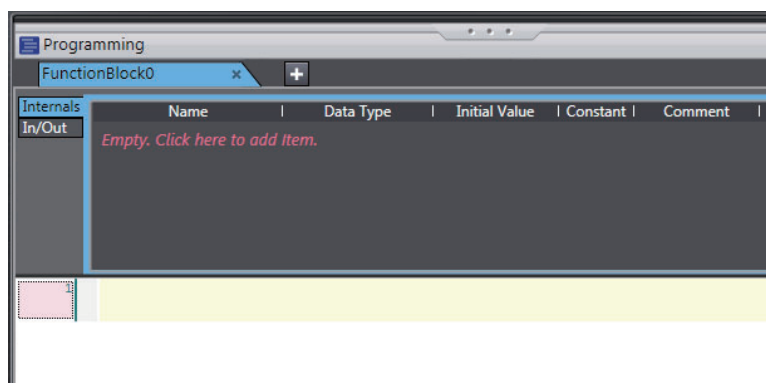 Programming
FunctionBlock0 × +
Internals Name Data Type Initial Value Constant Comment
In/Out
Empty. Click here to add Item.
1